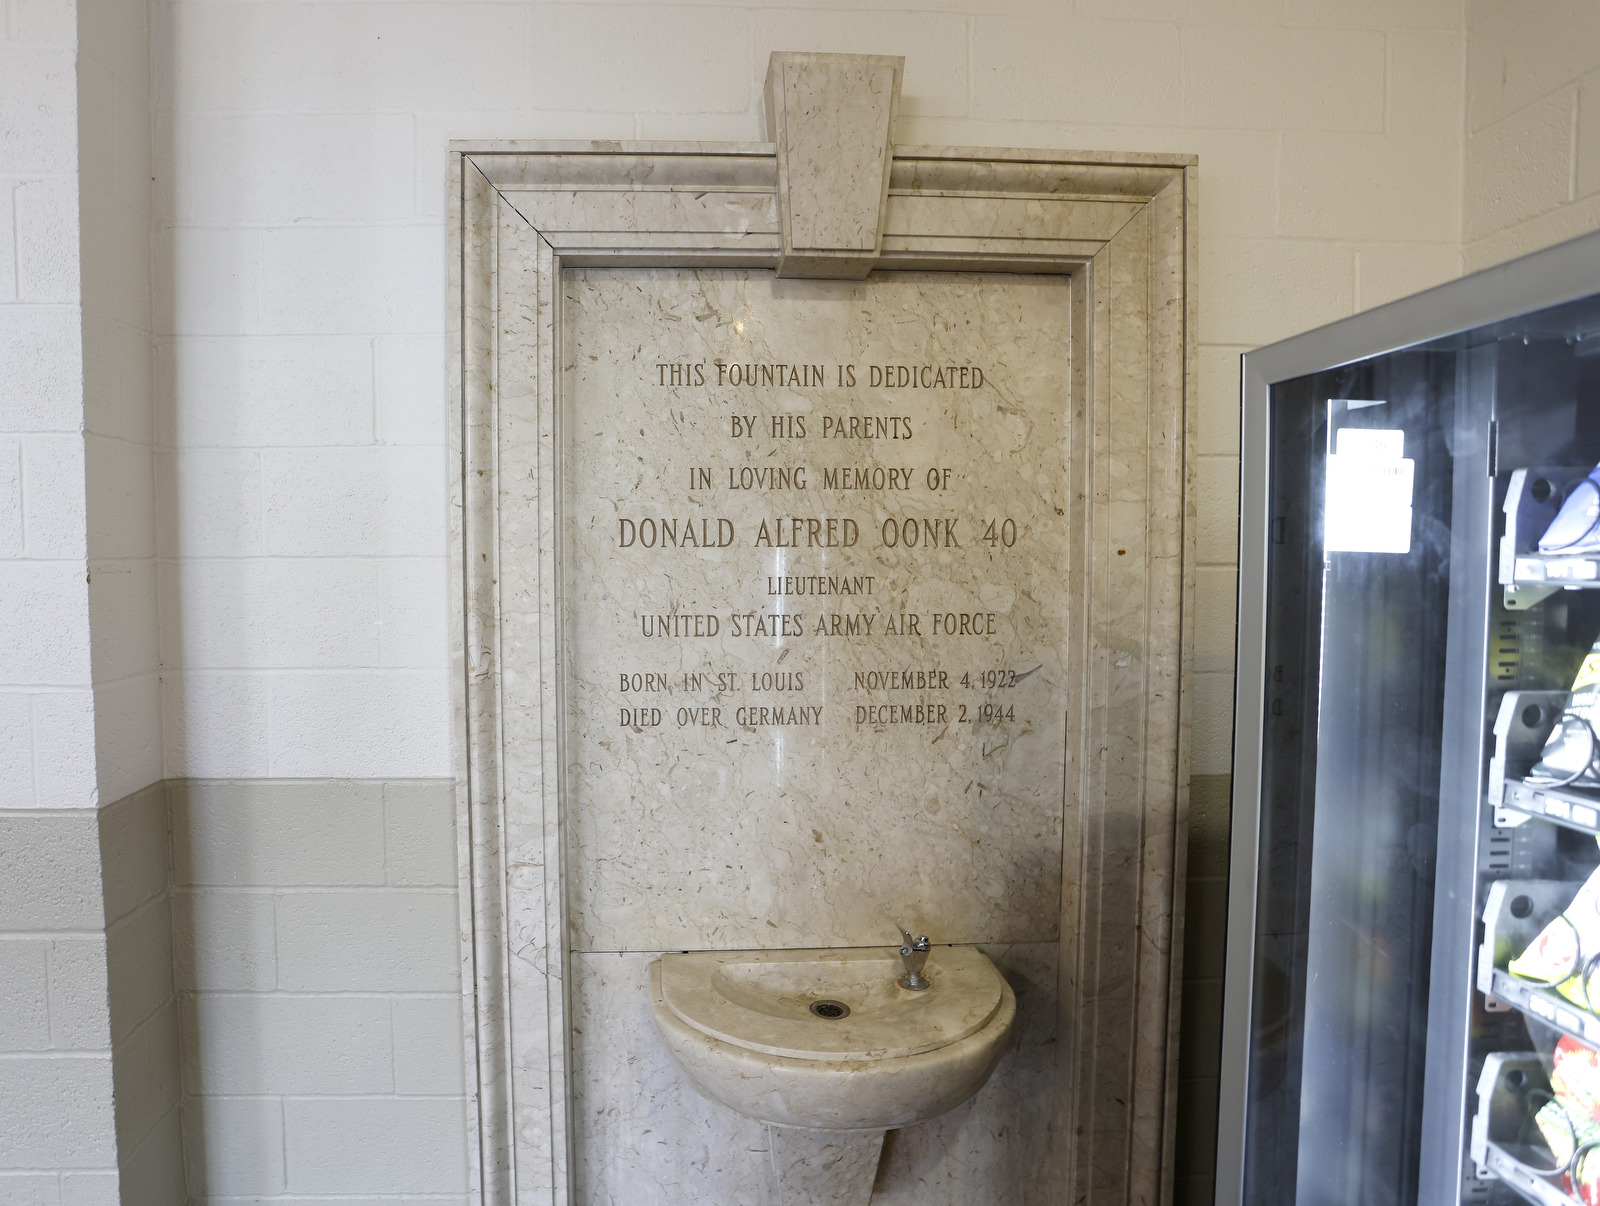 THIS FOUNTAIN IS DEDICATED
BY HIS PARENTS
IN LOVING MEMORY OF
DONALD ALFRED OONK 40
LIEUTENANT
UNITED STATES ARMY AIR FORCE
BORN IN ST. LOUIS NOVEMBER 4, 1922
DIED OVER GERMANY DECEMBER 2, 1944